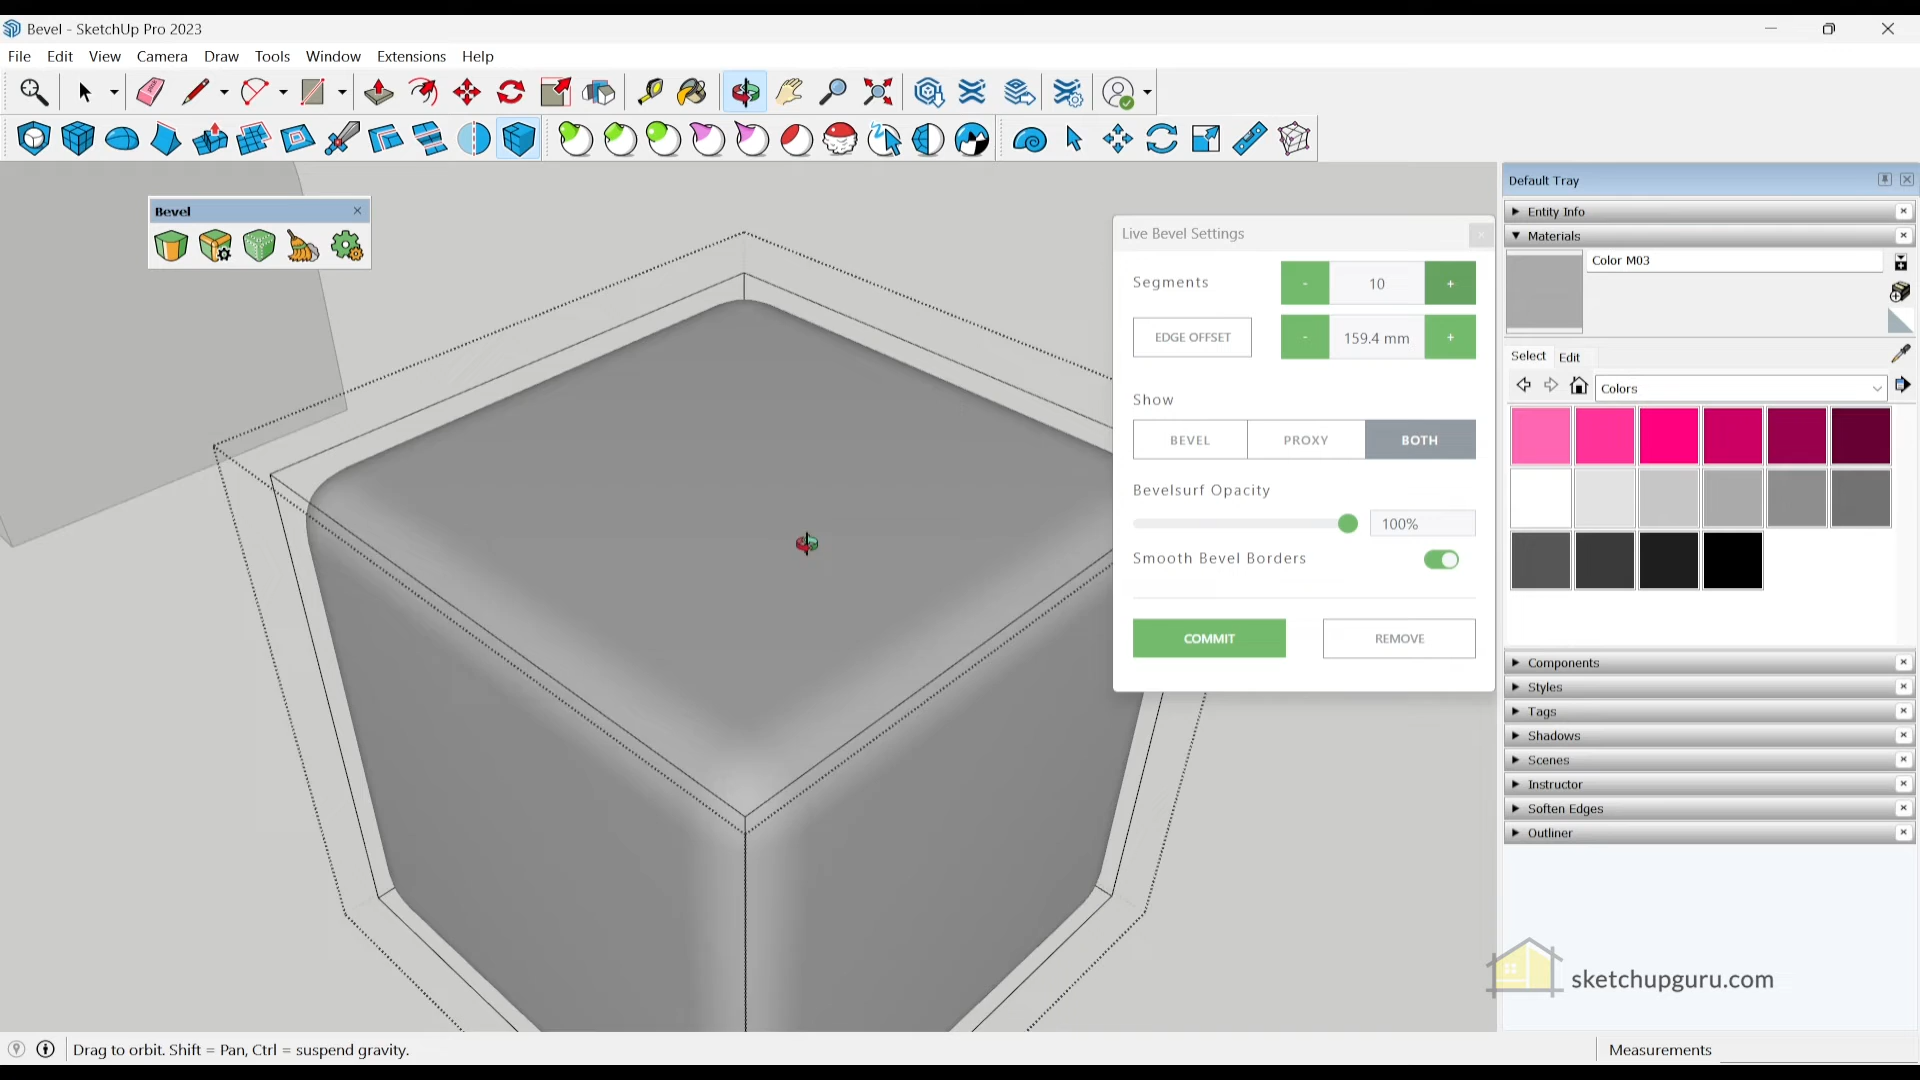 Bevel - SketchUp Pro 2023
File Edit View Camera Draw Tools Window Extensions Help
Bevel
Live Bevel Settings
Segments - 10 +
EDGE OFFSET - 159.4 mm +
Show
BEVEL PROXY BOTH
Bevelsurf Opacity
100%
Smooth Bevel Borders
COMMIT REMOVE
Default Tray
Entity Info
Materials
Color M03
Select Edit
Colors
Components
Styles
Tags
Shadows
Scenes
Instructor
Soften Edges
Outliner
sketchupguru.com
Drag to orbit. Shift = Pan, Ctrl = suspend gravity.
Measurements